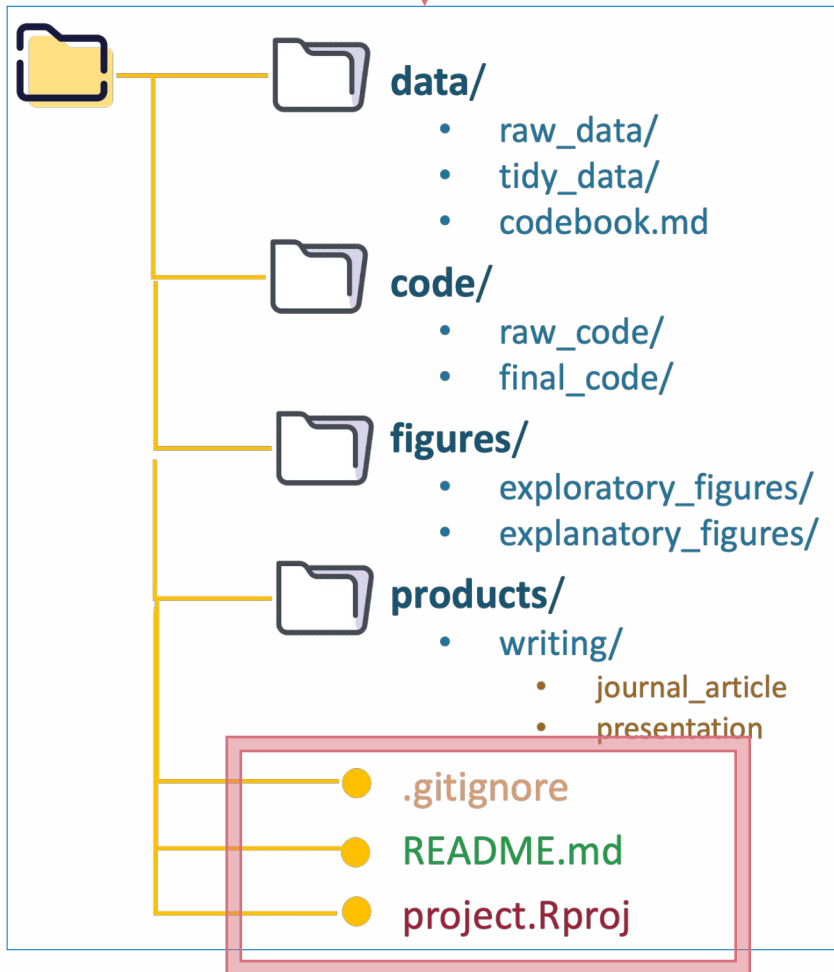 data/
• raw_data/
• tidy_data/
• codebook.md
code/
• raw_code/
• final_code/
figures/
• exploratory_figures/
• explanatory_figures/
products/
• writing/
• journal_article
• presentation
.gitignore
README.md
project.Rproj